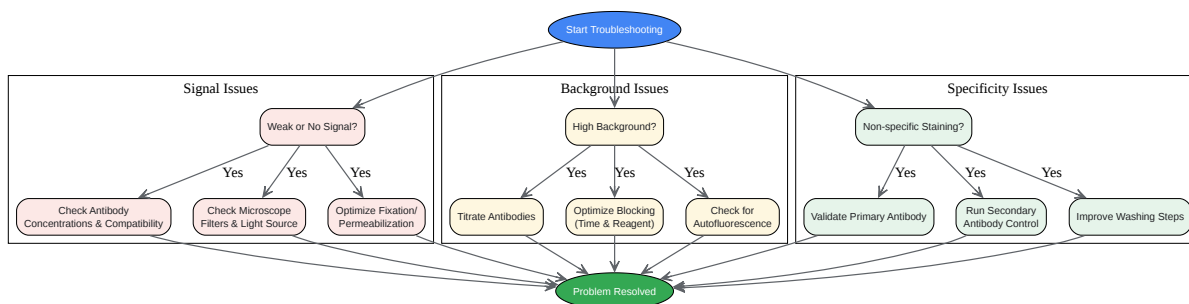 Start Troubleshooting
Signal Issues
Background Issues
Specificity Issues
Weak or No Signal?
High Background?
Non-specific Staining?
Yes
Yes
Yes
Yes
Yes
Yes
Yes
Yes
Yes
Check Antibody
Concentrations & Compatibility
Check Microscope
Filters & Light Source
Optimize Fixation/
Permeabilization
Titrate Antibodies
Optimize Blocking
(Time & Reagent)
Check for
Autofluorescence
Validate Primary Antibody
Run Secondary
Antibody Control
Improve Washing Steps
Problem Resolved